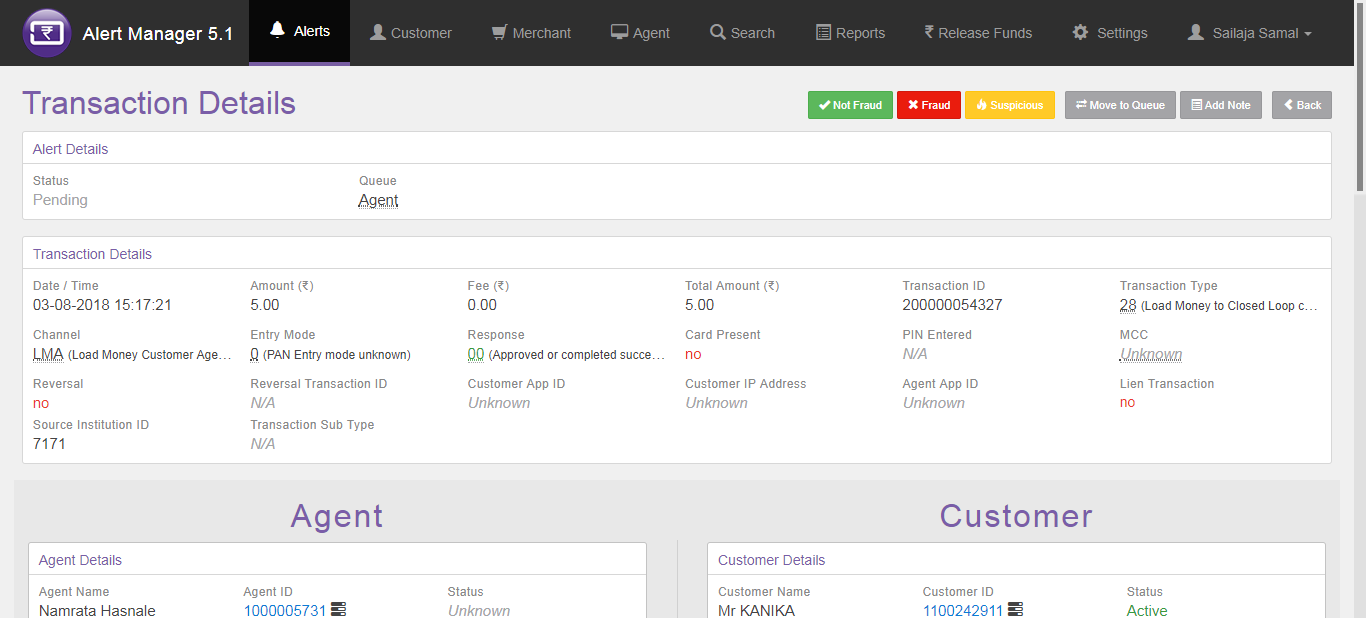 Alert Manager 5.1 Alerts Customer Merchant Agent Search Reports ₹ Release Funds Settings Sailaja Samal
Transaction Details Not Fraud Fraud Suspicious Move to Queue Add Note Back
Alert Details
Status Queue
Pending Agent
Transaction Details
Date / Time Amount (₹) Fee (₹) Total Amount (₹) Transaction ID Transaction Type
03-08-2018 15:17:21 5.00 0.00 5.00 200000054327 28 (Load Money to Closed Loop c...
Channel Entry Mode Response Card Present PIN Entered MCC
LMA (Load Money Customer Age... 0 (PAN Entry mode unknown) 00 (Approved or completed succe... no N/A Unknown
Reversal Reversal Transaction ID Customer App ID Customer IP Address Agent App ID Lien Transaction
no N/A Unknown Unknown Unknown no
Source Institution ID Transaction Sub Type
7171 N/A
Agent Customer
Agent Details Customer Details
Agent Name Agent ID Status Customer Name Customer ID Status
Namrata Hasnale 1000005731 Unknown Mr KANIKA 1100242911 Active